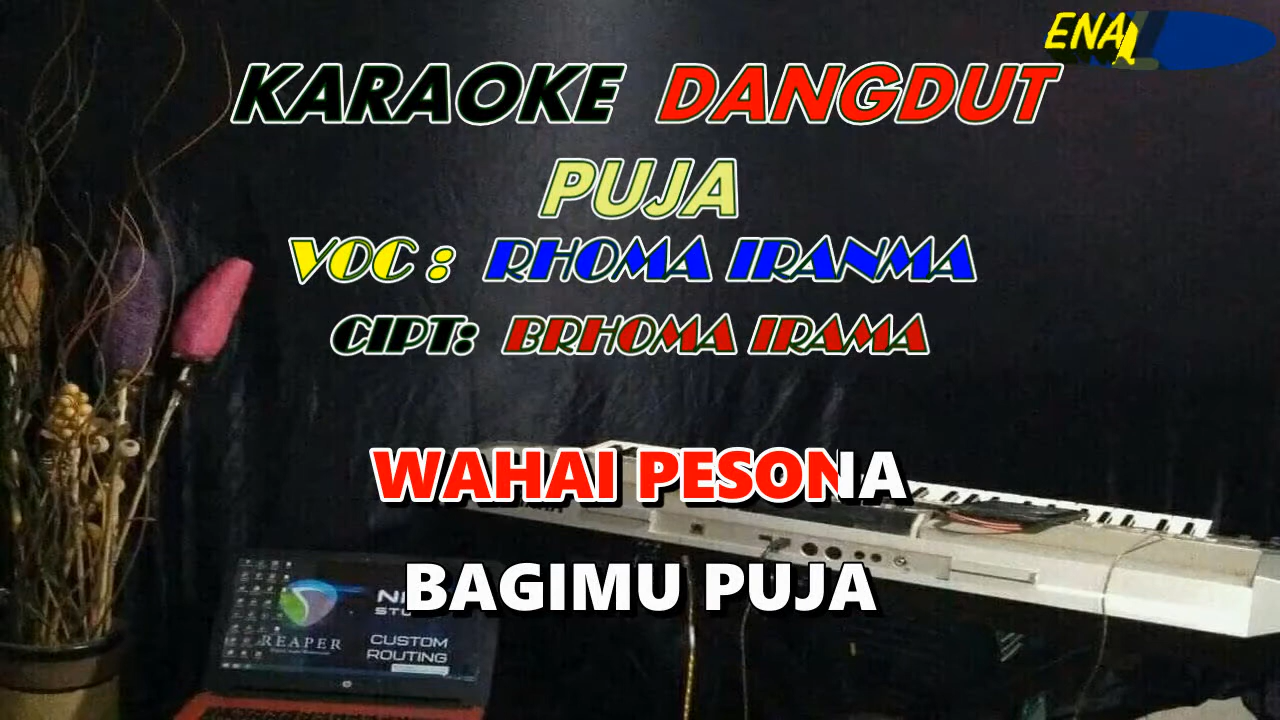 ENAL
KARAOKE DANGDUT
PUJA
VOC : RHOMA IRANMA
CIPT: BRHOMA IRAMA
WAHAI PESONA
BAGIMU PUJA
REAPER
CUSTOM
ROUTING